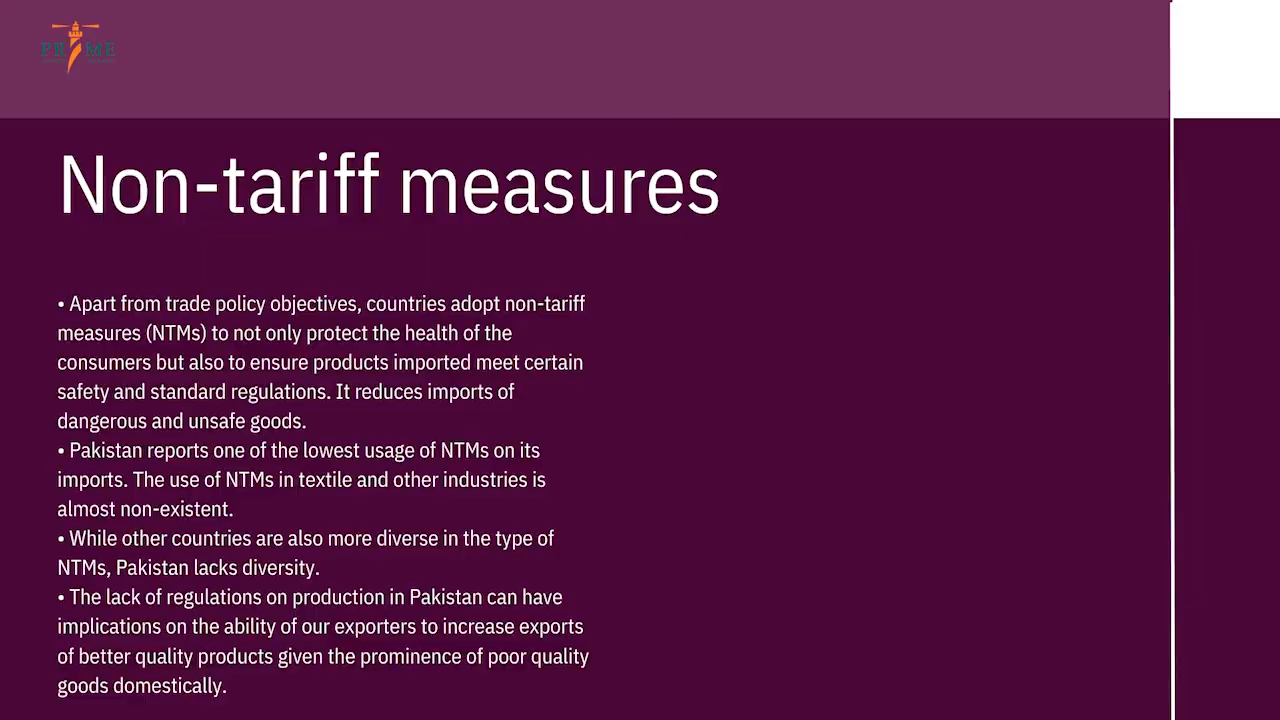 PRIME
Non-tariff measures
• Apart from trade policy objectives, countries adopt non-tariff
measures (NTMs) to not only protect the health of the
consumers but also to ensure products imported meet certain
safety and standard regulations. It reduces imports of
dangerous and unsafe goods.
• Pakistan reports one of the lowest usage of NTMs on its
imports. The use of NTMs in textile and other industries is
almost non-existent.
• While other countries are also more diverse in the type of
NTMs, Pakistan lacks diversity.
• The lack of regulations on production in Pakistan can have
implications on the ability of our exporters to increase exports
of better quality products given the prominence of poor quality
goods domestically.